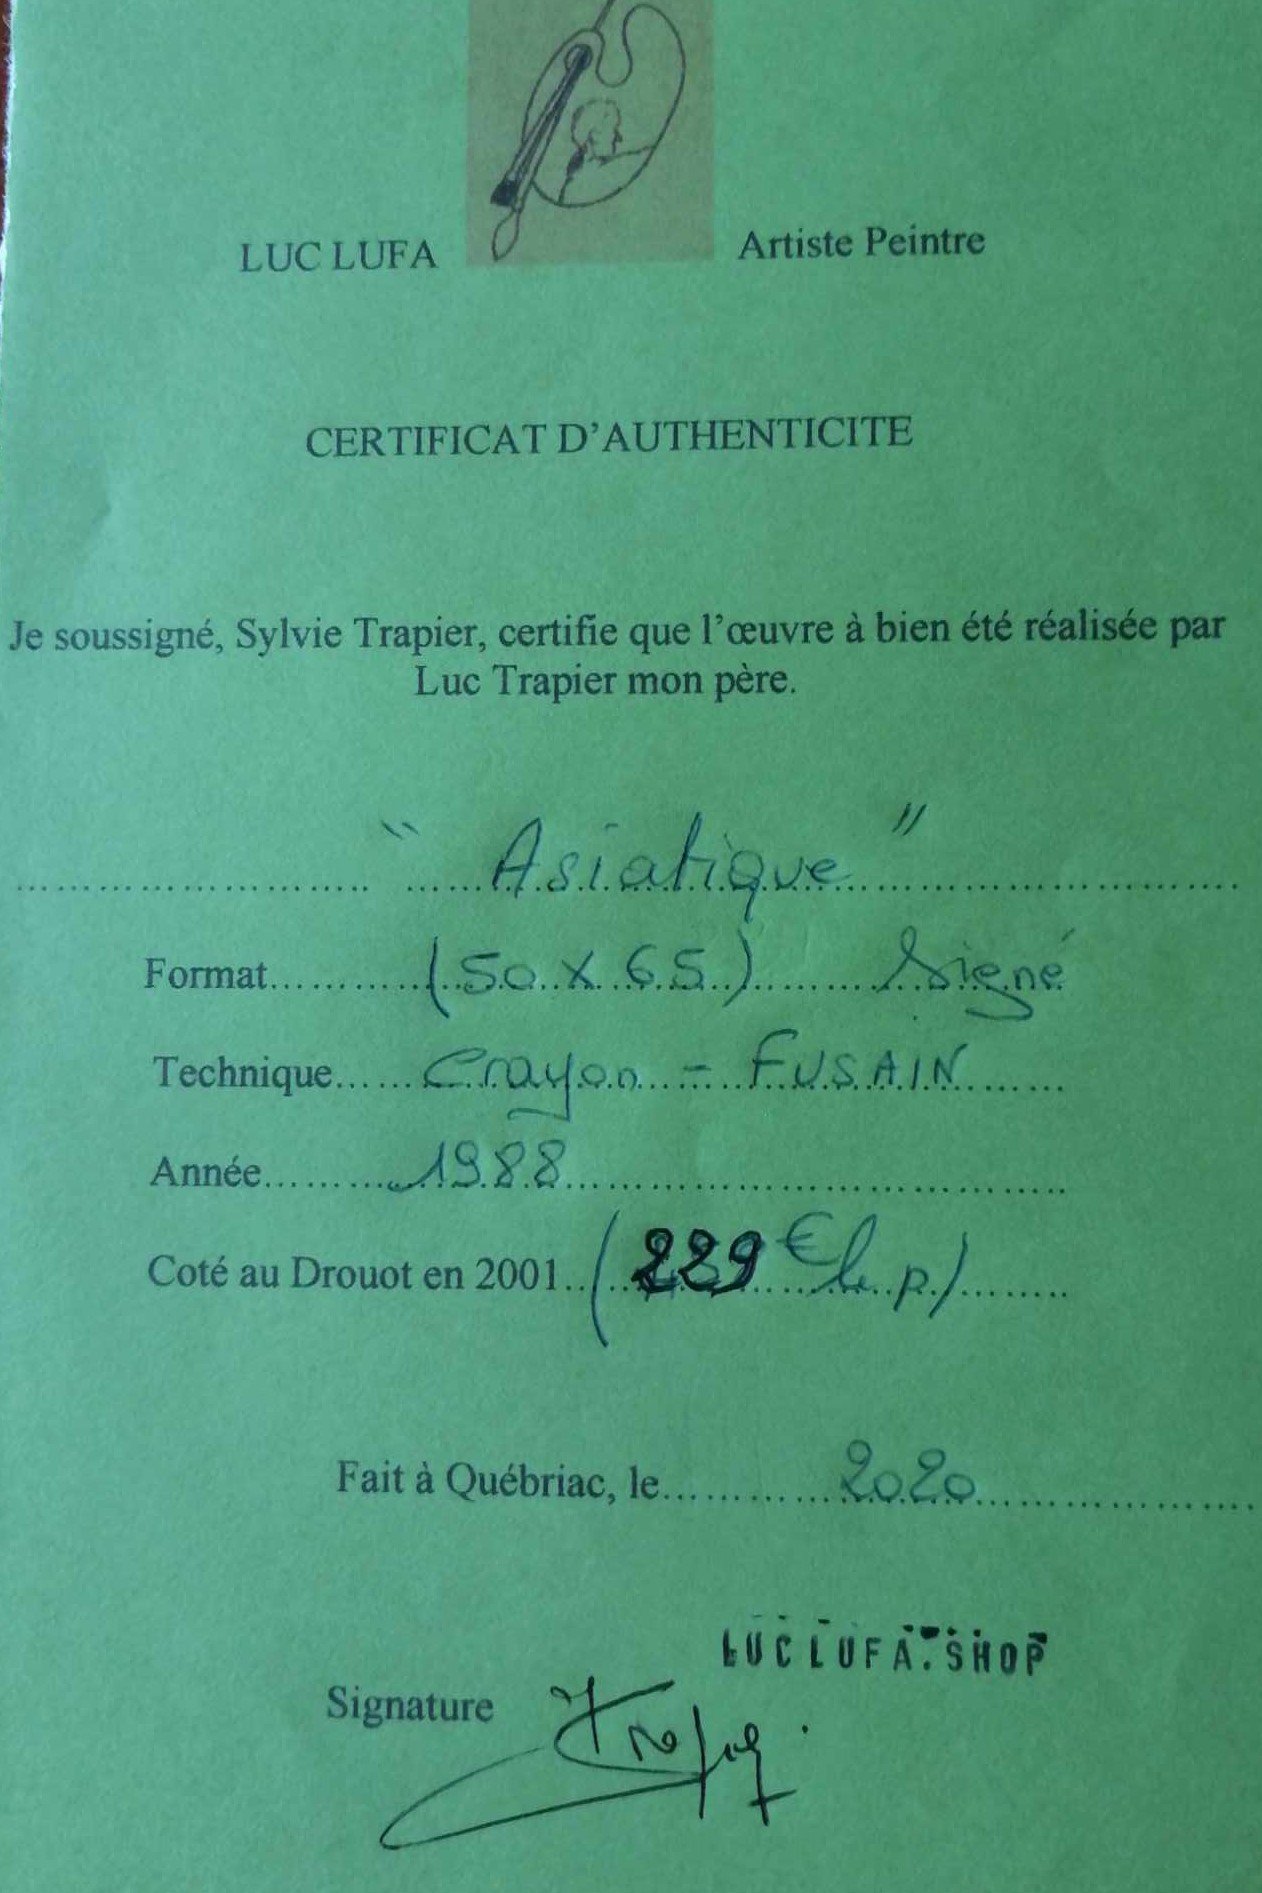 LUC LUFA Artiste Peintre
CERTIFICAT D'AUTHENTICITE
Je soussigné, Sylvie Trapier, certifie que l'œuvre à bien été réalisée par
Luc Trapier mon père.
" Asiatique "
Format............(50 x 65)........Signé
Technique......Crayon - FUSAIN.......
Année.........1988...........................
Coté au Drouot en 2001..(229 € h.p.)........
Fait à Québriac, le............2020....................
LUC LUFA.SHOP
Signature